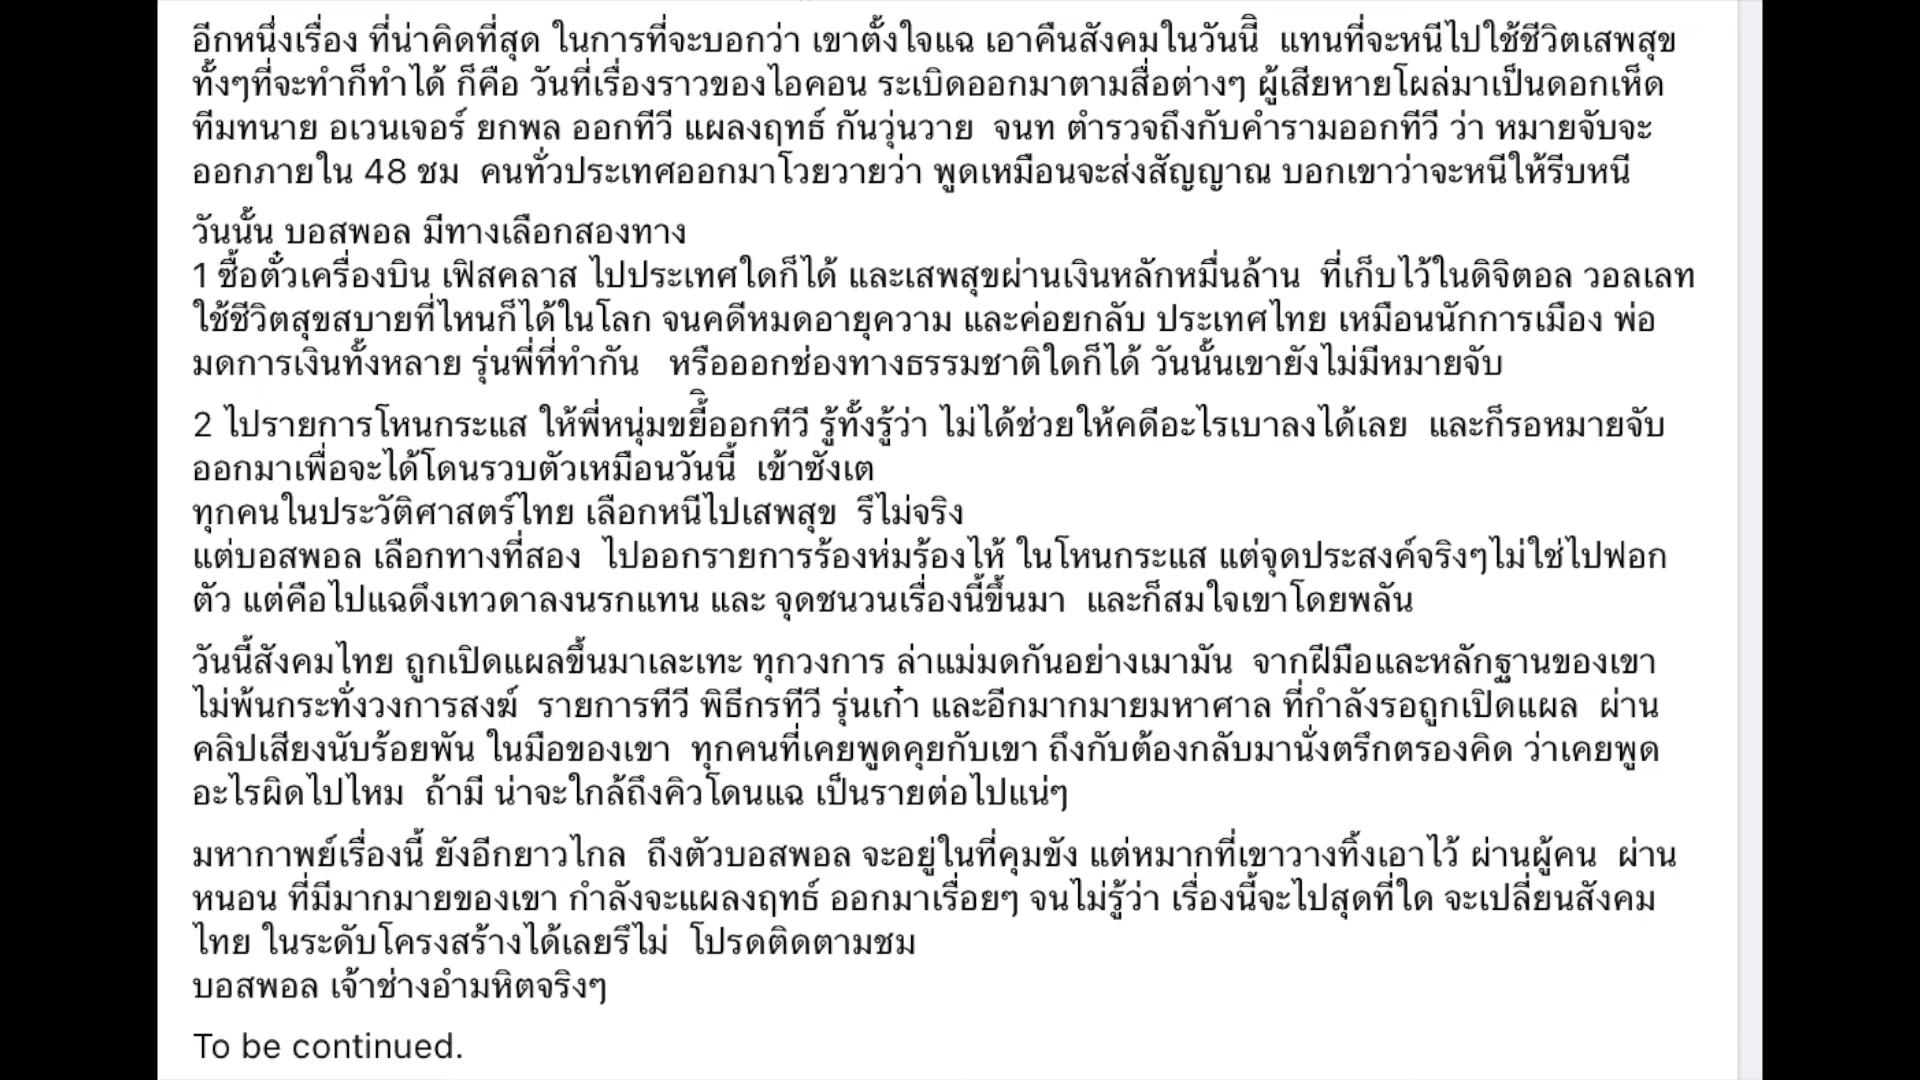 อีกหนึ่งเรื่อง ที่น่าคิดที่สุด ในการที่จะบอกว่า เขาตั้งใจแฉ เอาคืนสังคมในวันนี้ิ แทนที่จะหนีไปใช้ชีวิตเสพสุข
ทั้งๆที่จะทำก็ทำได้ ก็คือ วันที่เรื่องราวของไอคอน ระเบิดออกมาตามสื่อต่างๆ ผู้เสียหายโผล่มาเป็นดอกเห็ด
ทีมทนาย อเวนเจอร์ ยกพล ออกทีวี แผลงฤทธ์ กันวุ่นวาย จนท ตำรวจถึงกับคำรามออกทีวี ว่า หมายจับจะ
ออกภายใน 48 ชม คนทั่วประเทศออกมาโวยวายว่า พูดเหมือนจะส่งสัญญาณ บอกเขาว่าจะหนีให้รีบหนี
วันนั้น บอสพอล มีทางเลือกสองทาง
1 ซื้อตั๋วเครื่องบิน เฟิสคลาส ไปประเทศใดก็ได้ และเสพสุขผ่านเงินหลักหมื่นล้าน ที่เก็บไว้ในดิจิตอล วอลเลท
ใช้ชีวิตสุขสบายที่ไหนก็ได้ในโลก จนคดีหมดอายุความ และค่อยกลับ ประเทศไทย เหมือนนักการเมือง พ่อ
มดการเงินทั้งหลาย รุ่นพี่ที่ทำกัน หรือออกช่องทางธรรมชาติใดก็ได้ วันนั้นเขายังไม่มีหมายจับ
2 ไปรายการโหนกระแส ให้พี่หนุ่มขยี้ิออกทีวี รู้ทั้งรู้ว่า ไม่ได้ช่วยให้คดีอะไรเบาลงได้เลย และก็รอหมายจับ
ออกมาเพื่อจะได้โดนรวบตัวเหมือนวันนี้ เข้าซังเต
ทุกคนในประวัติศาสตร์ไทย เลือกหนีไปเสพสุข รึไม่จริง
แต่บอสพอล เลือกทางที่สอง ไปออกรายการร้องห่มร้องไห้ ในโหนกระแส แต่จุดประสงค์จริงๆไม่ใช่ไปฟอก
ตัว แต่คือไปแฉดึงเทวดาลงนรกแทน และ จุดชนวนเรื่องนี้ขึ้นมา และก็สมใจเขาโดยพลัน
วันนี้สังคมไทย ถูกเปิดแผลขึ้นมาเละเทะ ทุกวงการ ล่าแม่มดกันอย่างเมามัน จากฝีมือและหลักฐานของเขา
ไม่พ้นกระทั่งวงการสงฆ์ รายการทีวี พิธีกรทีวี รุ่นเก๋า และอีกมากมายมหาศาล ที่กำลังรอถูกเปิดแผล ผ่าน
คลิปเสียงนับร้อยพัน ในมือของเขา ทุกคนที่เคยพูดคุยกับเขา ถึงกับต้องกลับมานั่งตรึกตรองคิด ว่าเคยพูด
อะไรผิดไปไหม ถ้ามี น่าจะใกล้ถึงคิวโดนแฉ เป็นรายต่อไปแน่ๆ
มหากาพย์เรื่องนี้ ยังอีกยาวไกล ถึงตัวบอสพอล จะอยู่ในที่คุมขัง แต่หมากที่เขาวางทิ้งเอาไว้ ผ่านผู้คน ผ่าน
หนอน ที่มีมากมายของเขา กำลังจะแผลงฤทธ์ ออกมาเรื่อยๆ จนไม่รู้ว่า เรื่องนี้จะไปสุดที่ใด จะเปลี่ยนสังคม
ไทย ในระดับโครงสร้างได้เลยรึไม่ โปรดติดตามชม
บอสพอล เจ้าช่างอำมหิตจริงๆ
To be continued.